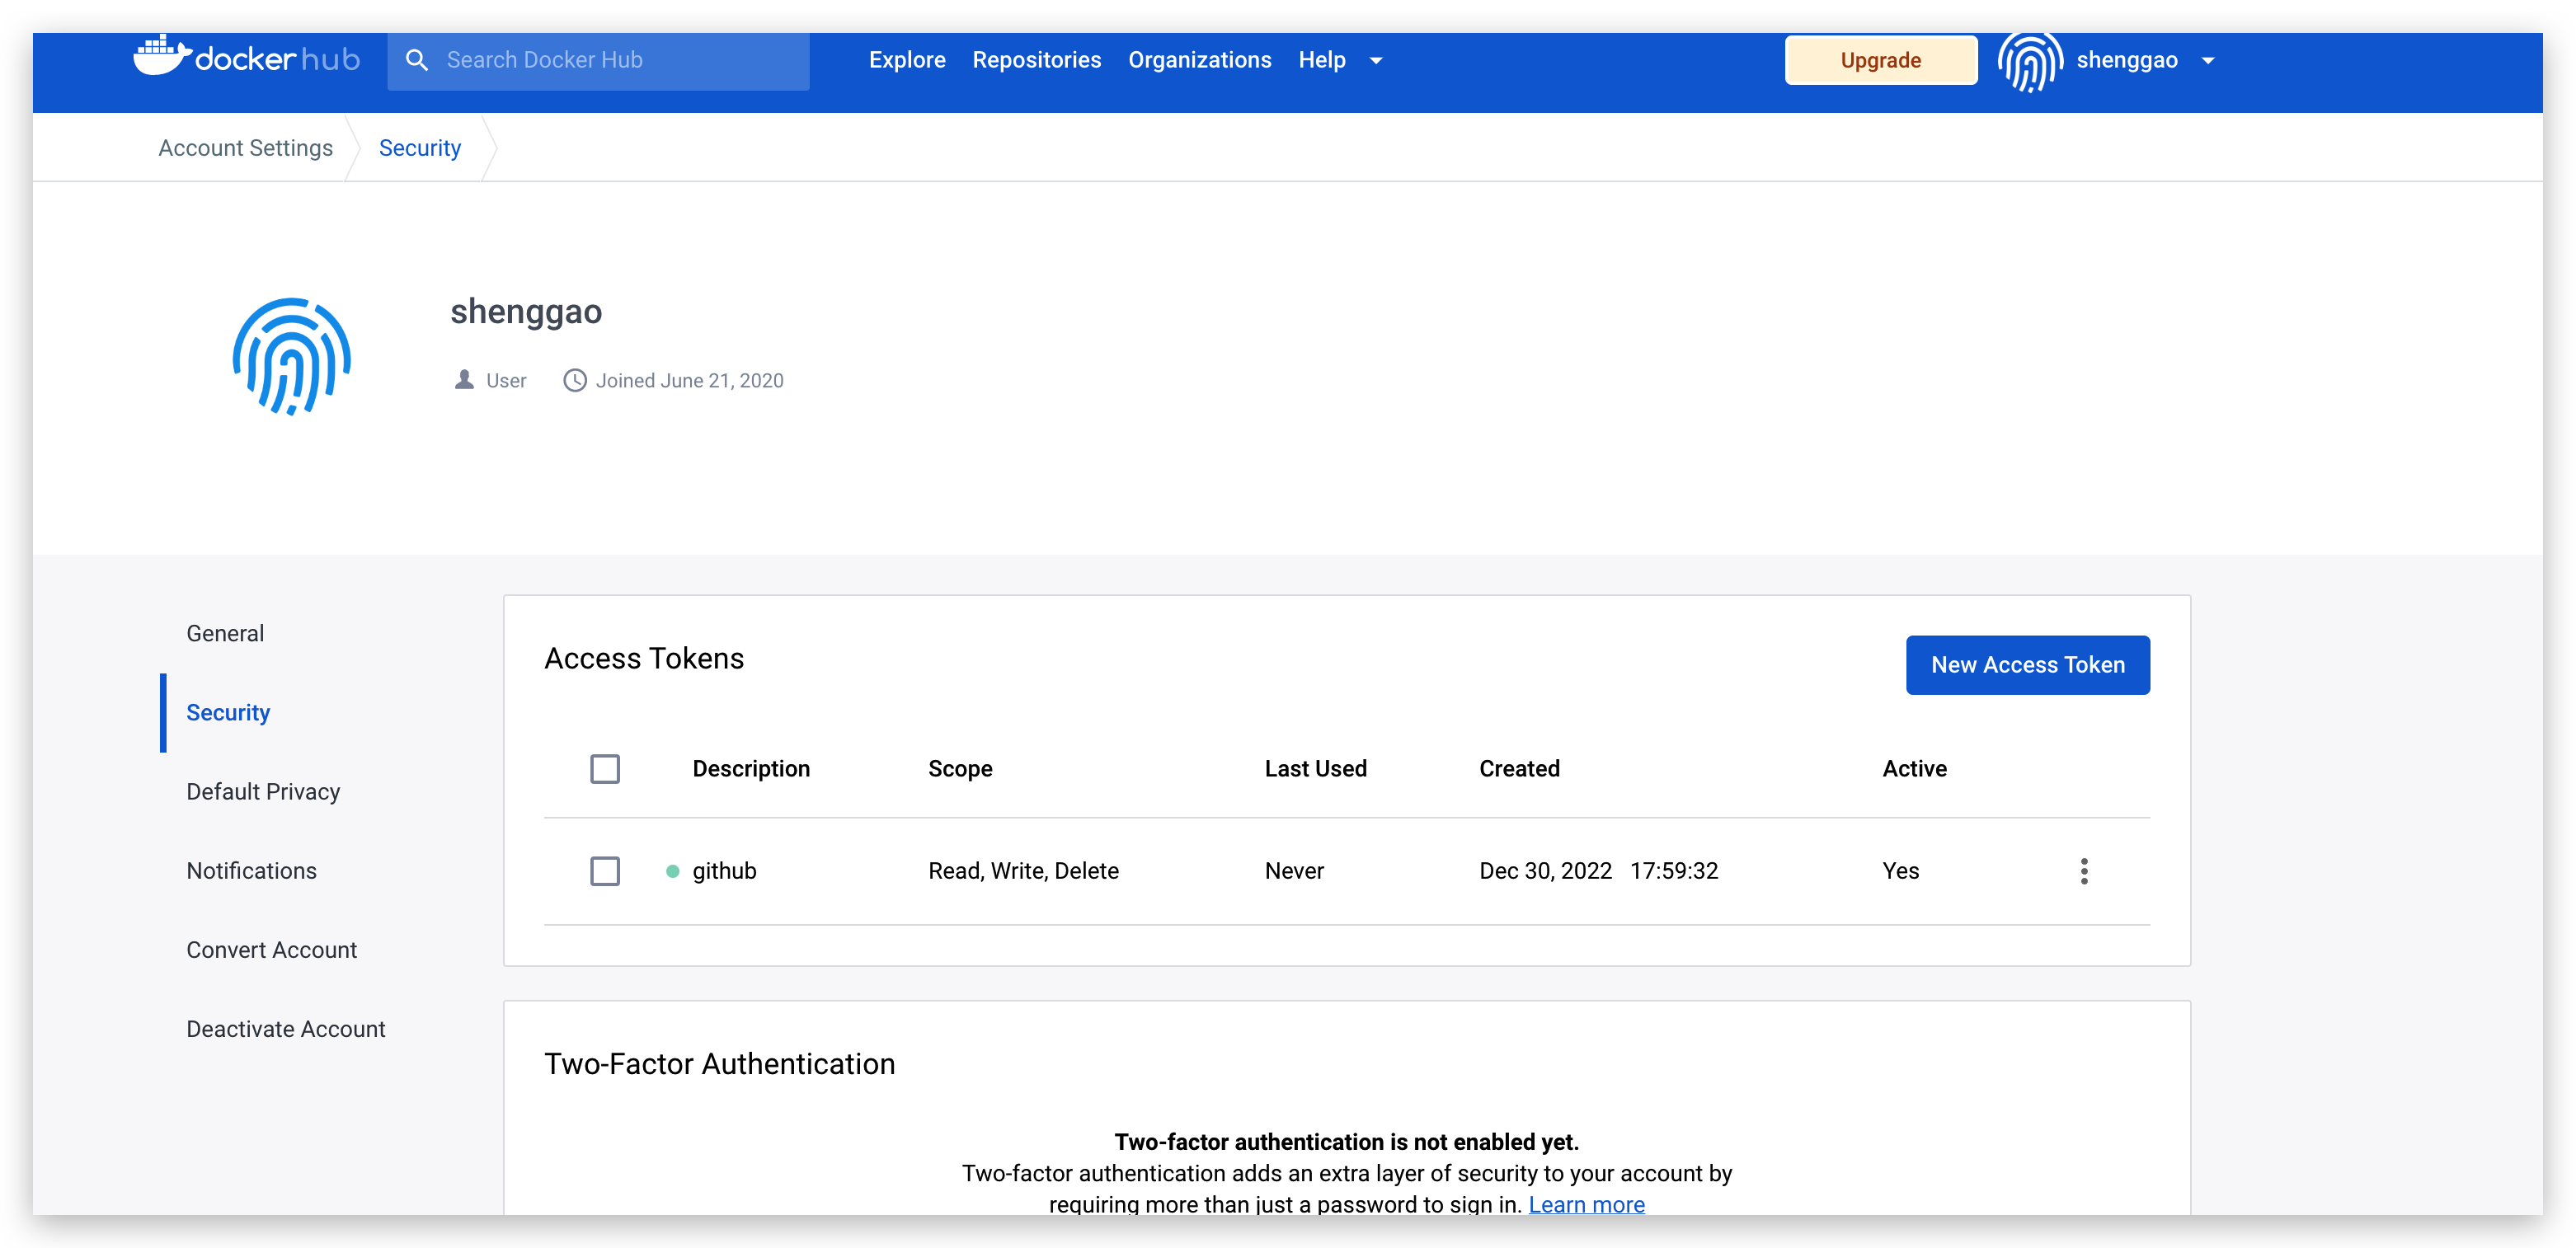 dockerhub Search Docker Hub Explore Repositories Organizations Help Upgrade shenggao
Account Settings Security
shenggao
User Joined June 21, 2020
General
Security
Default Privacy
Notifications
Convert Account
Deactivate Account
Access Tokens New Access Token
Description Scope Last Used Created Active
github Read, Write, Delete Never Dec 30, 2022 17:59:32 Yes
Two-Factor Authentication
Two-factor authentication is not enabled yet.
Two-factor authentication adds an extra layer of security to your account by
requiring more than just a password to sign in. Learn more